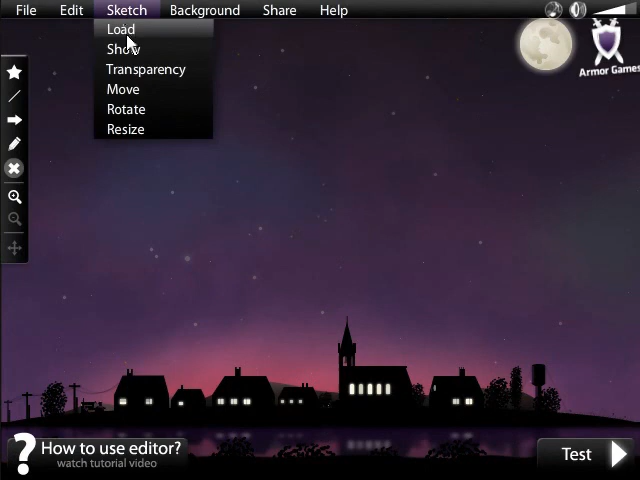 File Edit Sketch Background Share Help
Load
Show
Transparency
Move
Rotate
Resize
Armor Games
? How to use editor?
watch tutorial video
Test